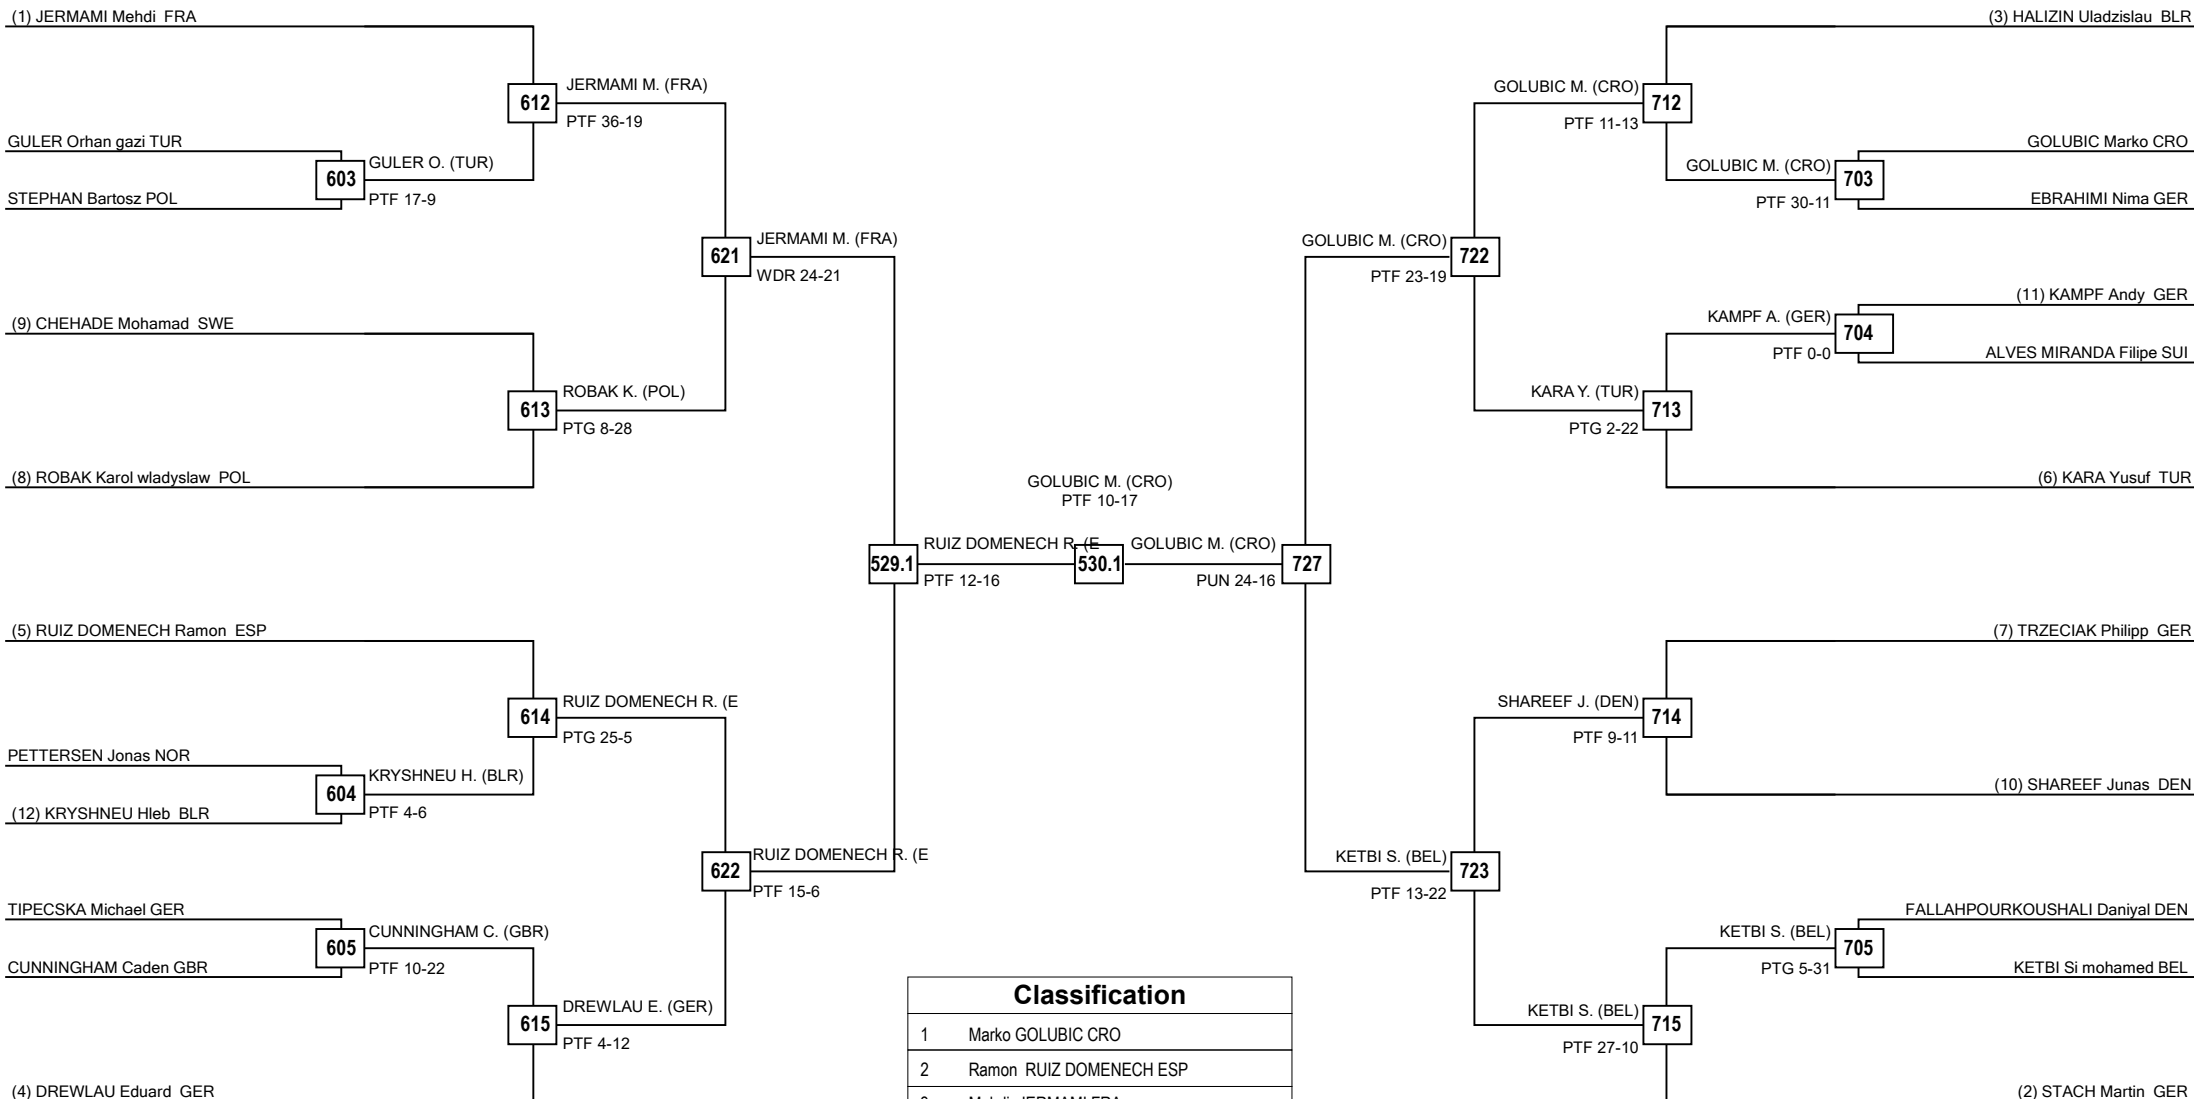 (1) JERMAMI Mehdi  FRA
JERMAMI M. (FRA)
612
PTF 36-19
GULER Orhan gazi TUR
GULER O. (TUR)
603
STEPHAN Bartosz POL
PTF 17-9
JERMAMI M. (FRA)
621
WDR 24-21
(9) CHEHADE Mohamad  SWE
ROBAK K. (POL)
613
PTG 8-28
(8) ROBAK Karol wladyslaw  POL
RUIZ DOMENECH R. (E
529.1
PTF 12-16
(5) RUIZ DOMENECH Ramon  ESP
RUIZ DOMENECH R. (E
614
PTG 25-5
PETTERSEN Jonas NOR
KRYSHNEU H. (BLR)
604
(12) KRYSHNEU Hleb  BLR
PTF 4-6
RUIZ DOMENECH R. (E
622
PTF 15-6
TIPECSKA Michael GER
CUNNINGHAM C. (GBR)
605
CUNNINGHAM Caden GBR
PTF 10-22
DREWLAU E. (GER)
615
PTF 4-12
(4) DREWLAU Eduard  GER
GOLUBIC M. (CRO)
PTF 10-17
530.1
GOLUBIC M. (CRO)
727
PUN 24-16
(3) HALIZIN Uladzislau  BLR
GOLUBIC M. (CRO)
712
PTF 11-13
GOLUBIC Marko CRO
GOLUBIC M. (CRO)
703
PTF 30-11
EBRAHIMI Nima GER
GOLUBIC M. (CRO)
722
PTF 23-19
(11) KAMPF Andy  GER
KAMPF A. (GER)
704
PTF 0-0
ALVES MIRANDA Filipe SUI
KARA Y. (TUR)
713
PTG 2-22
(6) KARA Yusuf  TUR
(7) TRZECIAK Philipp  GER
SHAREEF J. (DEN)
714
PTF 9-11
(10) SHAREEF Junas  DEN
KETBI S. (BEL)
723
PTF 13-22
FALLAHPOURKOUSHALI Daniyal DEN
KETBI S. (BEL)
705
PTG 5-31
KETBI Si mohamed BEL
KETBI S. (BEL)
715
PTF 27-10
(2) STACH Martin  GER
Classification
1 Marko GOLUBIC CRO
2 Ramon  RUIZ DOMENECH ESP
3 Mehdi JERMAMI FRA